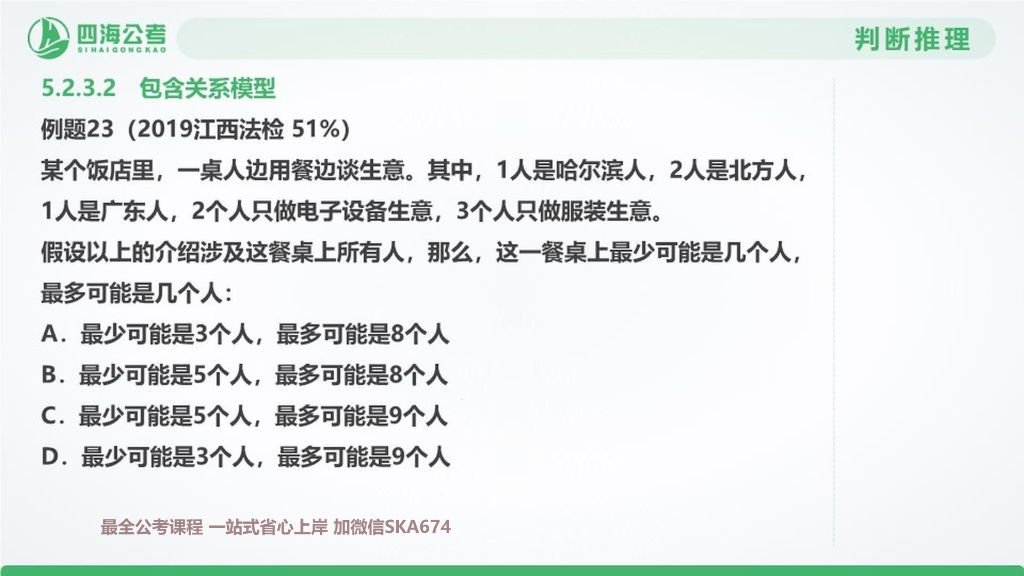 四海公考
SIHAIGONGKAO
判断推理
5.2.3.2 包含关系模型
例题23（2019江西法检 51%）
某个饭店里，一桌人边用餐边谈生意。其中，1人是哈尔滨人，2人是北方人，
1人是广东人，2个人只做电子设备生意，3个人只做服装生意。
假设以上的介绍涉及这餐桌上所有人，那么，这一餐桌上最少可能是几个人，
最多可能是几个人：
A．最少可能是3个人，最多可能是8个人
B．最少可能是5个人，最多可能是8个人
C．最少可能是5个人，最多可能是9个人
D．最少可能是3个人，最多可能是9个人
最全公考课程 一站式省心上岸 加微信SKA674